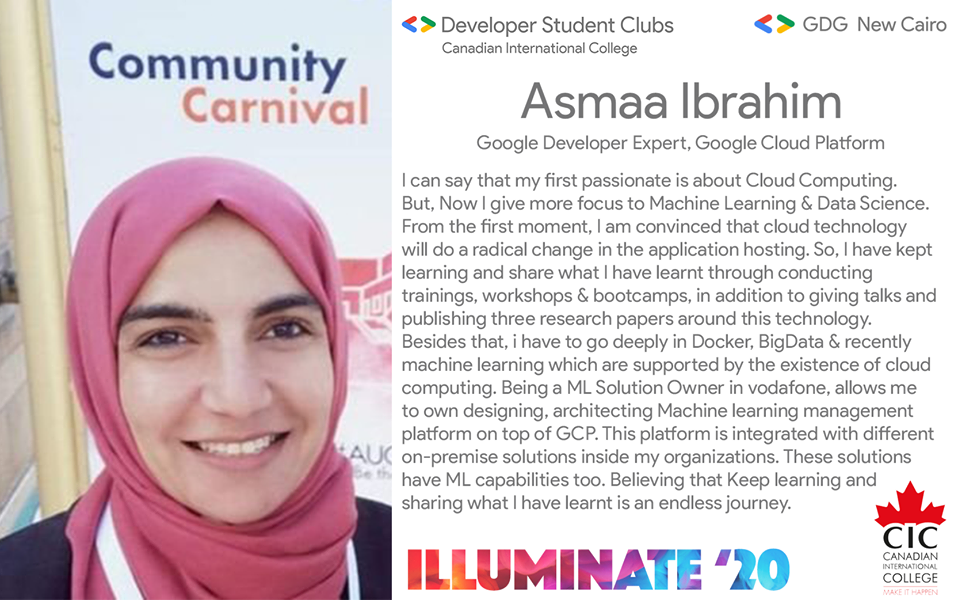 Community
Carnival
AUC
Developer Student Clubs
Canadian International College
GDG New Cairo
Asmaa Ibrahim
Google Developer Expert, Google Cloud Platform
I can say that my first passionate is about Cloud Computing.
But, Now I give more focus to Machine Learning & Data Science.
From the first moment, I am convinced that cloud technology
will do a radical change in the application hosting. So, I have kept
learning and share what I have learnt through conducting
trainings, workshops & bootcamps, in addition to giving talks and
publishing three research papers around this technology.
Besides that, i have to go deeply in Docker, BigData & recently
machine learning which are supported by the existence of cloud
computing. Being a ML Solution Owner in vodafone, allows me
to own designing, architecting Machine learning management
platform on top of GCP. This platform is integrated with different
on-premise solutions inside my organizations. These solutions
have ML capabilities too. Believing that Keep learning and
sharing what I have learnt is an endless journey.
ILLUMINATE '20
CIC
CANADIAN
INTERNATIONAL
COLLEGE
MAKE IT HAPPEN